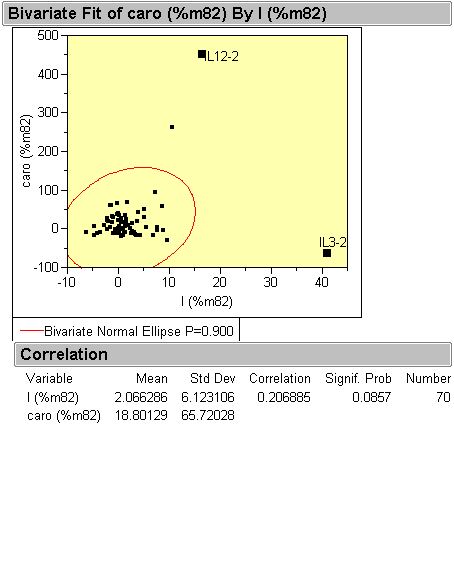 Bivariate Fit of caro (%m82) By l (%m82)
500
400
300
200
100
0
-100
caro (%m82)
IL12-2
IL3-2
-10 0 10 20 30 40
l (%m82)
Bivariate Normal Ellipse P=0.900
Correlation
Variable Mean Std Dev Correlation Signif. Prob Number
l (%m82) 2.066286 6.123106 0.206885 0.0857 70
caro (%m82) 18.80129 65.72028